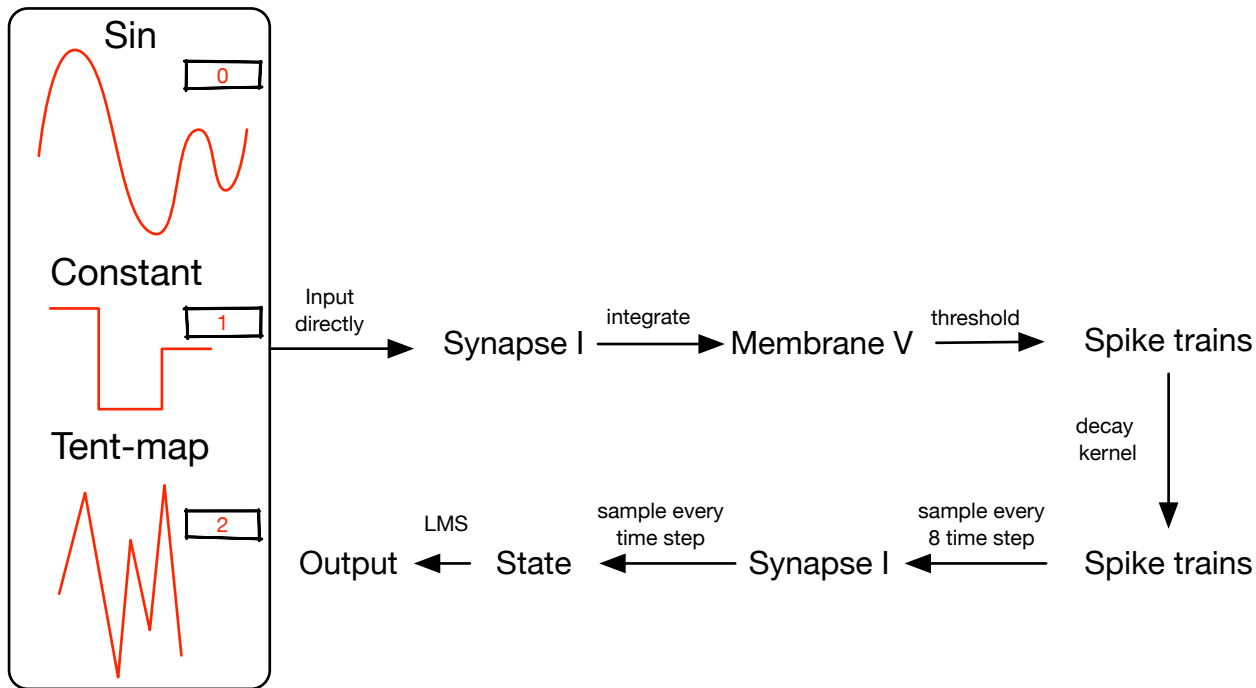 Sin
0
Constant
1
Tent-map
2
Input
directly
Synapse I
integrate
Membrane V
threshold
Spike trains
decay
kernel
Spike trains
sample every
8 time step
Synapse I
sample every
time step
State
LMS
Output